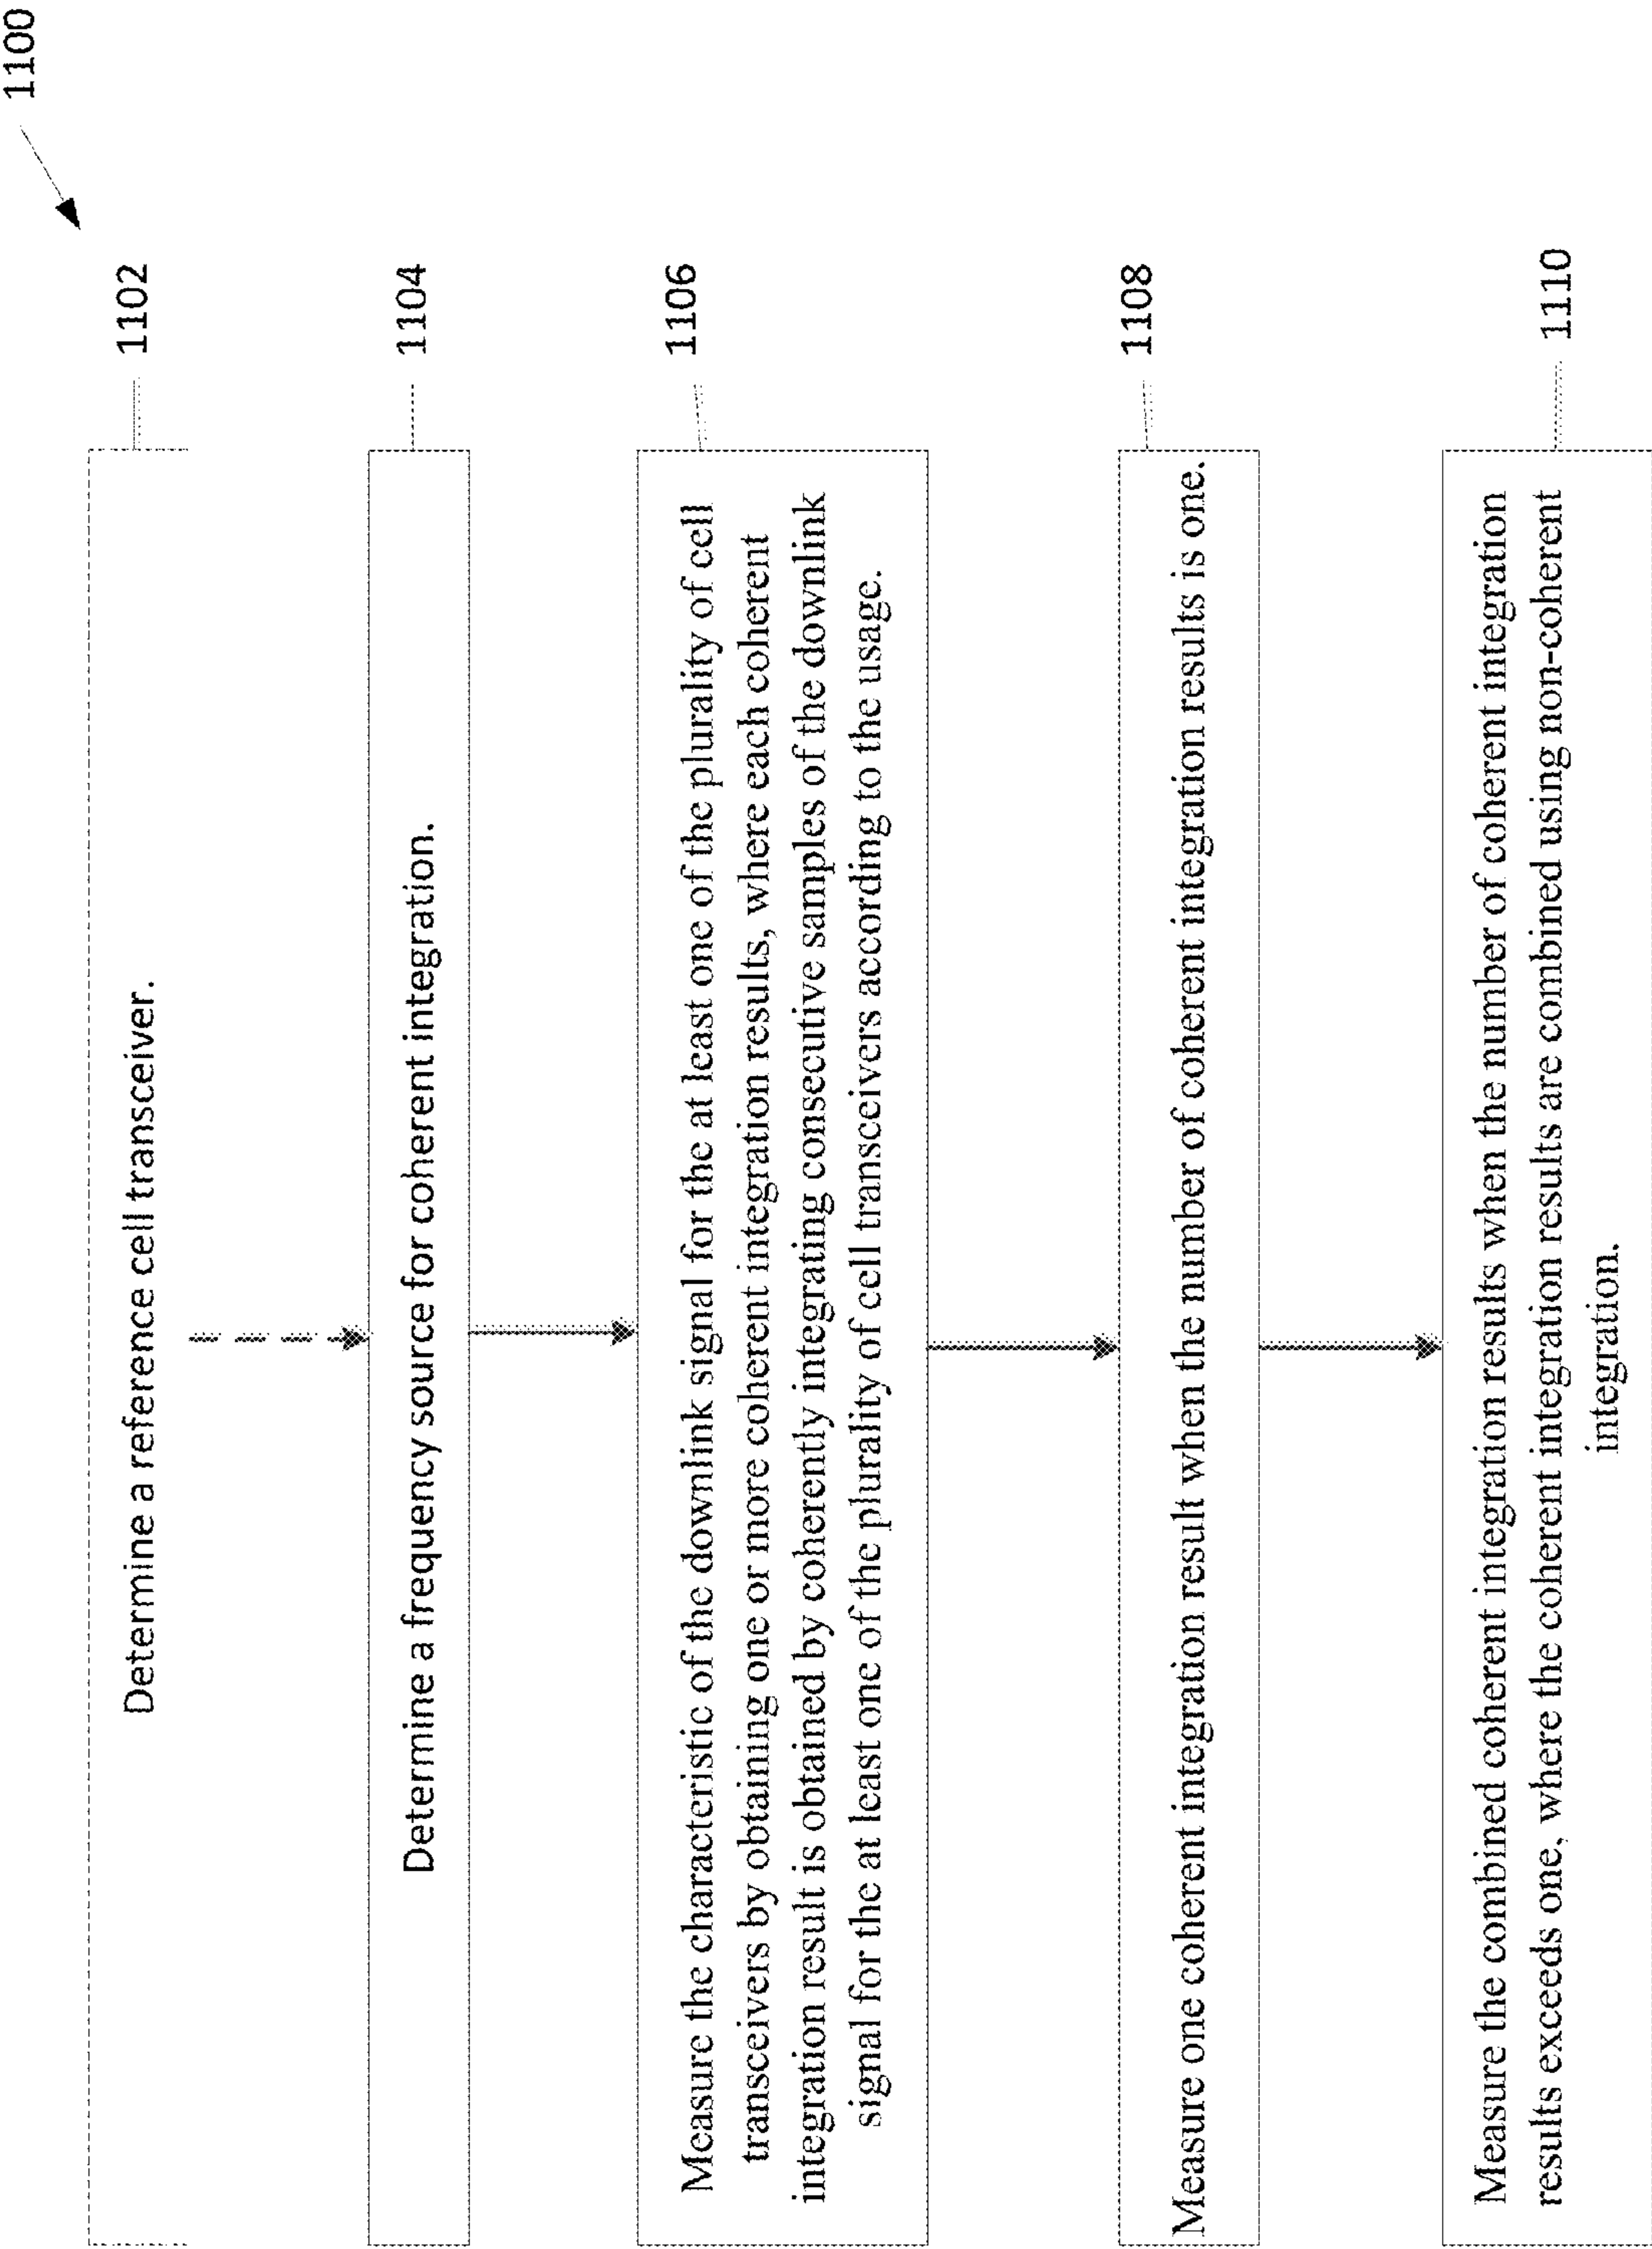 1100
Determine a reference cell transceiver.
1102
Determine a frequency source for coherent integration.
1104
Measure the characteristic of the downlink signal for the at least one of the plurality of cell
transceivers by obtaining one or more coherent integration results, where each coherent
integration result is obtained by coherently integrating consecutive samples of the downlink
signal for the at least one of the plurality of cell transceivers according to the usage.
1106
Measure one coherent integration result when the number of coherent integration results is one.
1108
Measure the combined coherent integration results when the number of coherent integration
results exceeds one, where the coherent integration results are combined using non-coherent
integration.
1110